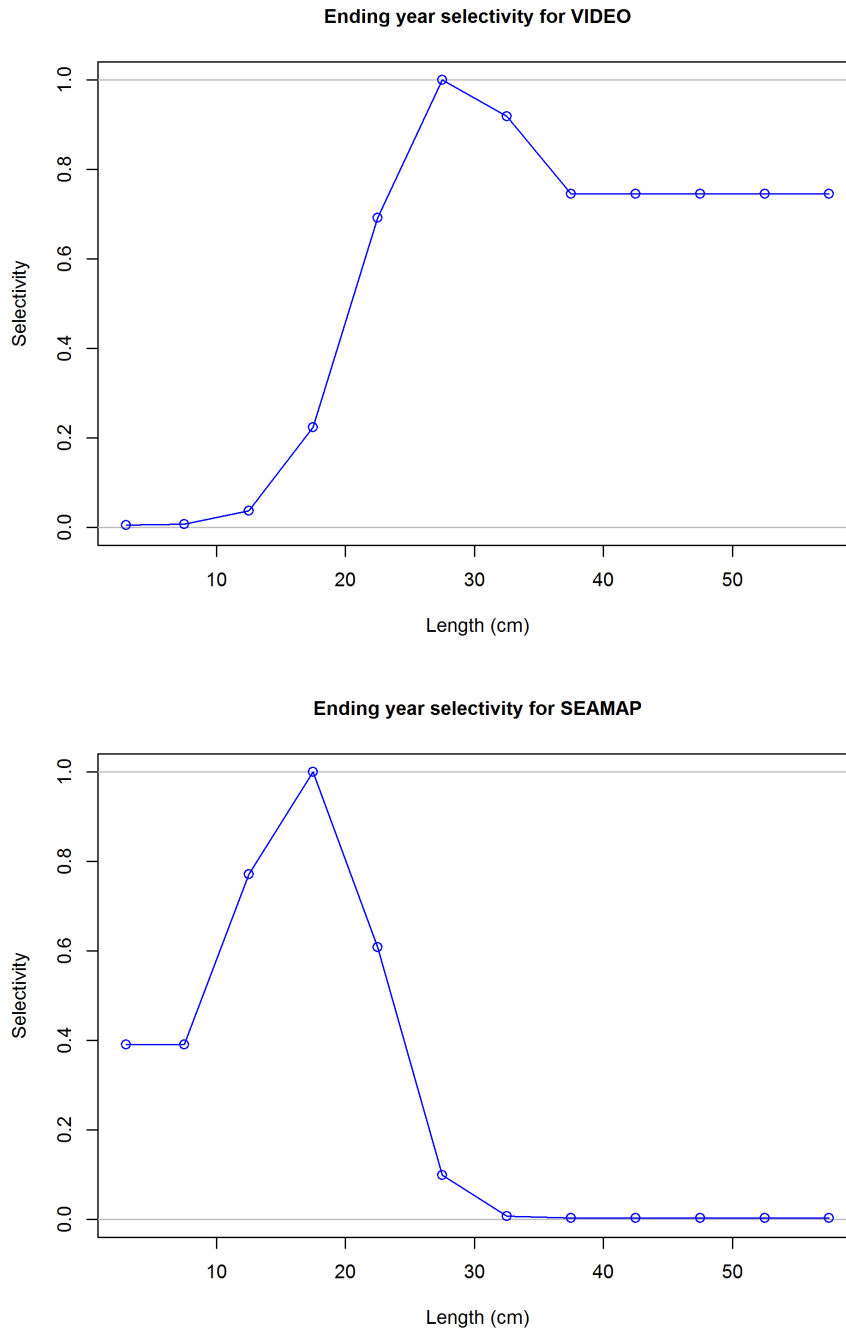 Ending year selectivity for VIDEO
1.0
0.8
0.6
0.4
0.2
0.0
Selectivity
10 20 30 40 50
Length (cm)
Ending year selectivity for SEAMAP
1.0
0.8
0.6
0.4
0.2
0.0
Selectivity
10 20 30 40 50
Length (cm)